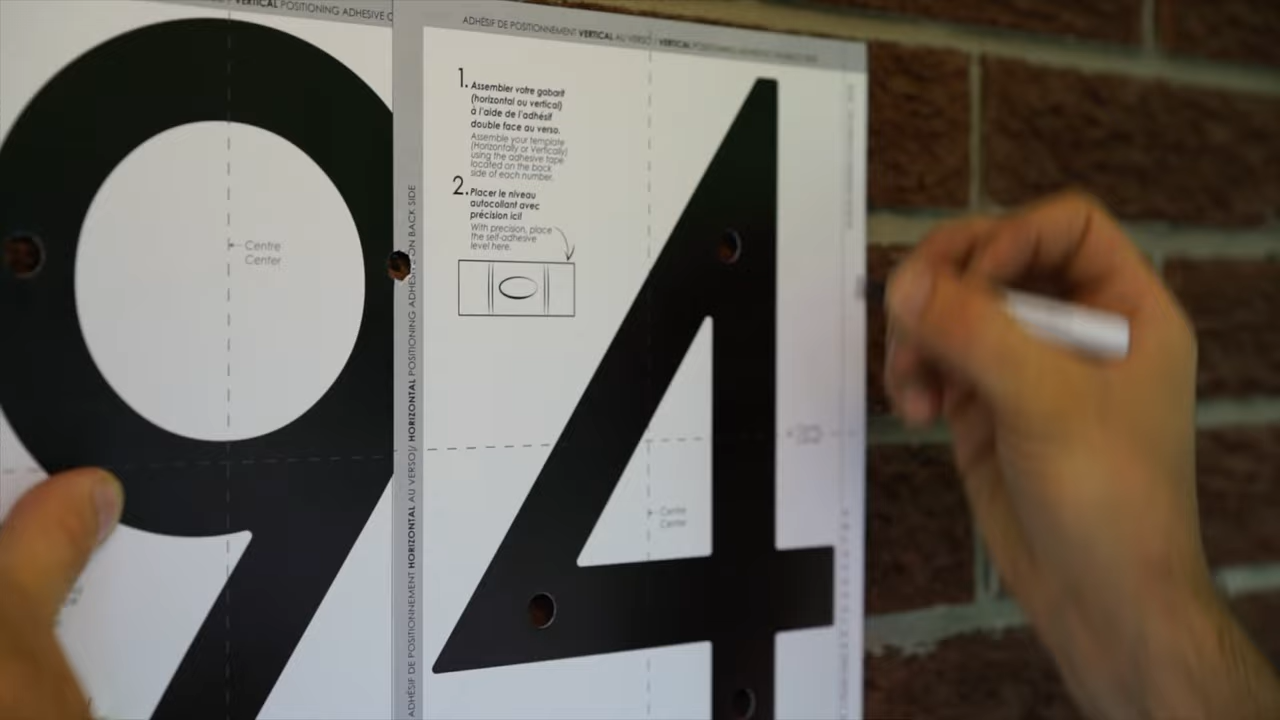 VERTICAL POSITIONING ADHESIVE
ADHÉSIF DE POSITIONNEMENT VERTICAL AU VERSO / VERTICAL POSITIONING ADHESIVE
9
4
1. Assembler votre gabarit
(horizontal ou vertical)
à l'aide de l'adhésif
double face au verso.
Assemble your template
(Horizontally or Vertically)
using the adhesive tape
located on the back
side of each number.
2. Placer le niveau
autocollant avec
précision ici!
With precision, place
the self-adhesive
level here.
Centre
Center
ADHÉSIF DE POSITIONNEMENT HORIZONTAL AU VERSO/ HORIZONTAL POSITIONING ADHESIVE ON BACK SIDE
Centre
Center